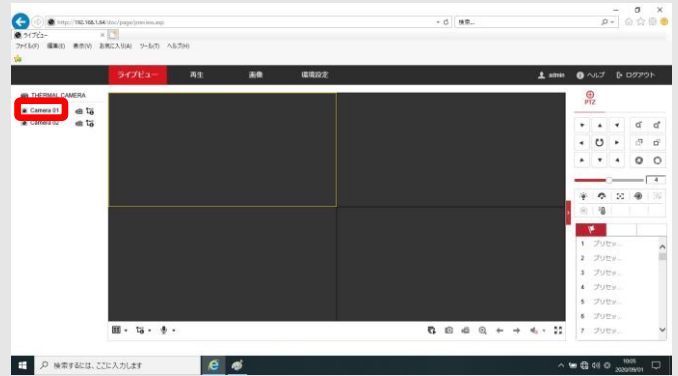 http://192.168.1.64/doc/page/preview.asp
検索...
ライブビュー
ファイル(F) 編集(E) 表示(V) お気に入り(A) ツール(T) ヘルプ(H)
ライブビュー 再生 画像 環境設定 admin ヘルプ ログアウト
THERMAL CAMERA
Camera 01
Camera 02
PTZ
4
1 プリセッ...
2 プリセッ...
3 プリセッ...
4 プリセッ...
5 プリセッ...
6 プリセッ...
7 プリセッ...
検索するには、ここに入力します
10:05
2020/09/01